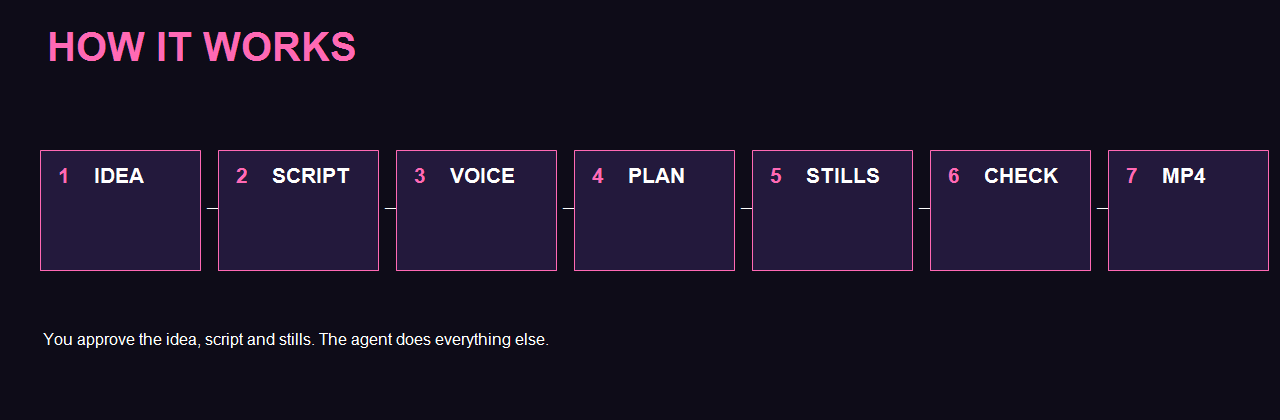 HOW IT WORKS
1 IDEA
2 SCRIPT
3 VOICE
4 PLAN
5 STILLS
6 CHECK
7 MP4
You approve the idea, script and stills. The agent does everything else.